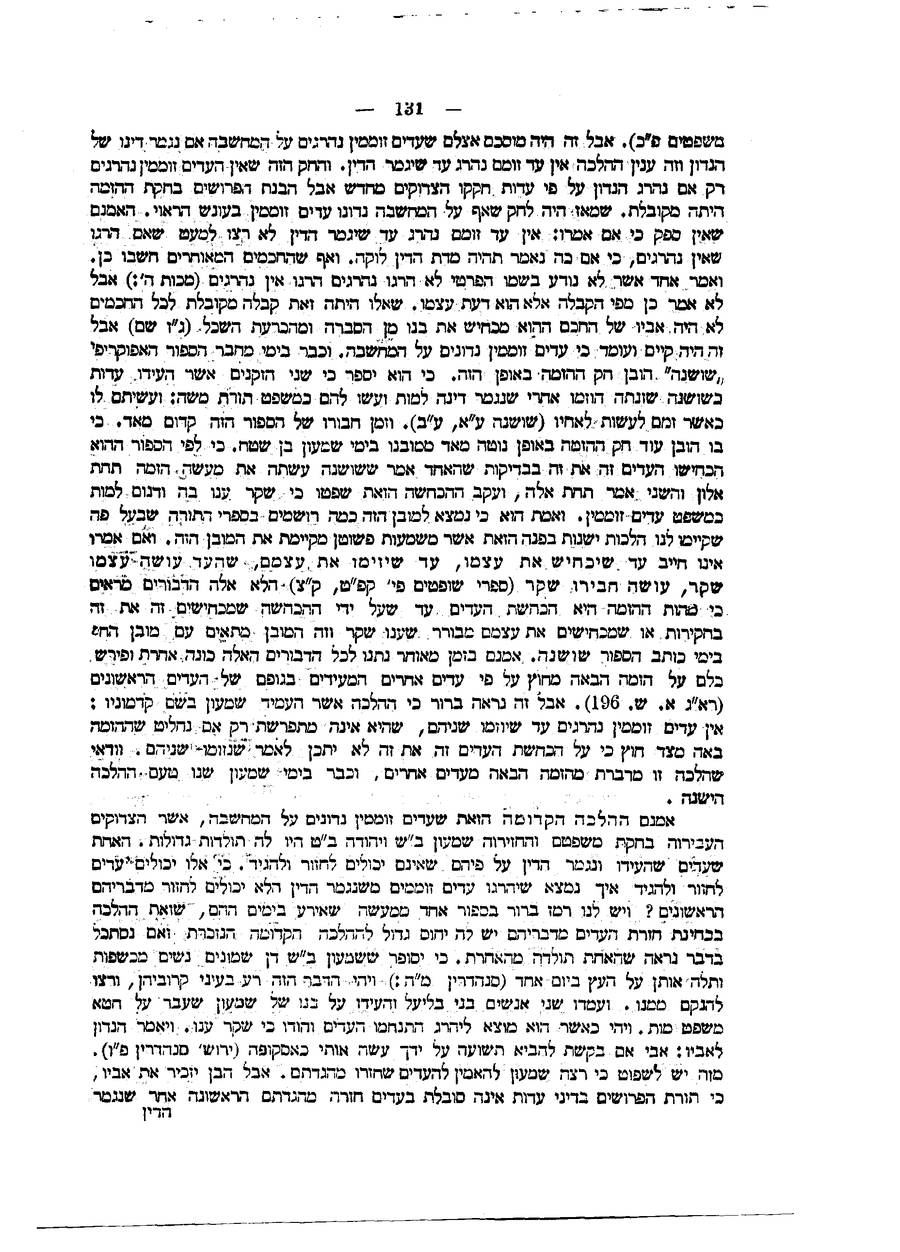 — 131 —
משפטים פ"כ). אבל זה היה מוסכם אצלם שעדים זוממין נהרגים על המחשבה אם נגמר דינו של
הנדון וזה ענין ההלכה אין עד זומם נהרג עד שיגמר הדין. והחק הזה שאין העדים זוממין נהרגים
רק אם נהרג הנדון על פי עדות חקקו הצדוקים מחדש אבל הבנת הפרושים בחקת ההזמה
היתה מקובלת. שמאז היה לחק שאף על המחשבה נדונו עדים זוממין בעונש הראוי. האמנם
שאין ספק כי אם אמרו: אין עד זומם נהרג עד שיגמר הדין לא רצו למעט שאם הרגו
שאין נהרגים, כי אם בה נאמר תהיה מדת הדין לוקה. ואף שהחכמים המאוחרים חשבו כן.
ואמר אחד אשר לא נודע בשמו הפרטי לא הרגו נהרגים הרגו אין נהרגים (מכות ה':) אבל
לא אמר כן מפי הקבלה אלא הוא דעת עצמו. שאלו היתה זאת קבלה מקובלת לכל החכמים
לא היה אביו של החכם ההוא מכחיש את בנו מן הסברה ומהכרעת השכל. (ג"ז שם) אבל
זה היה קיים ועומד כי עדים זוממין נדונים על המחשבה. וכבר בימי מחבר הספור האפוקריפי
„שושנה" הובן חק ההזמה באופן הזה. כי הוא יספר כי שני הזקנים אשר העידו עדות
בשושנה שונתה הוזמו אחרי שנגמר דינה למות ועשו להם כמשפט תורת משה: ועשיתם לו
כאשר זמם לעשות לאחיו (שושנה ע"א, ע"ב). וזמן חבורו של הספור הזה קדום מאד. כי
בו הובן עוד חק ההזמה באופן נוטה מאד ממובנו בימי שמעון בן שטח. כי לפי הספור ההוא
הכחישו העדים זה את זה בבדיקות שהאחד אמר ששושנה עשתה את מעשה הזמה תחת
אלון והשני אמר תחת אלה, ועקב ההכחשה הזאת שפטו כי שקר ענו בה ודנום למות
כמשפט עדים זוממין. ואמת הוא כי נמצא למובן הזה כמה רושמים בספרי התורה שבעל פה
שקיימו לנו הלכות ישנות בפנה הזאת אשר משמעות פשוטן מקיימת את המובן הזה. ואם אמרו
אינו חייב עד שיכחיש את עצמו, עד שיזימו את עצמם, שהעד עושה עצמו
שקר, עושה חבירו שקר (ספרי שופטים פי' קפ"ט, ק"צ) הלא אלה הדבורים מראים
כי מהות ההזמה היא הכחשת העדים עד שעל ידי ההכחשה שמכחישים זה את זה
בחקירות או שמכחישים את עצמם מבורר שענו שקר וזה המובן מתאים עם מובן החק
בימי כותב הספור שושנה. אמנם בזמן מאוחר נתנו לכל הדבורים האלה כונה אחרת ופירש
כלם על הזמה הבאה מחוץ על פי עדים אחרים המעידים בגופם של העדים הראשונים
(רא"ג א. ש. 196). אבל זה נראה ברור כי ההלכה אשר העמיד שמעון בשם קדמוניו:
אין עדים זוממין נהרגים עד שיוזמו שניהם, שהיא אינה מתפרשת רק אם נחליט שההזמה
באה מצד חוץ כי על הכחשת העדים זה את זה לא יתכן לאמר שנזומו שניהם. וודאי
שהלכה זו מדברת מהזמה הבאה מעדים אחרים, וכבר בימי שמעון שנו טעם ההלכה
הישנה.
אמנם ההלכה הקדומה הזאת שעדים זוממין נדונים על המחשבה, אשר הצדוקים
העבירוה בחקת משפטם והחזירוה שמעון ב"ש ויהודה ב"ט היו לה תולדות גדולות. האחת
שעדים שהעידו ונגמר הדין על פיהם שאינם יכולים לחזור ולהגיד. כי אלו יכולים עדים
לחזור ולהגיד איך נמצא שיהרגו עדים זוממים משנגמר הדין הלא יכולים לחזור מדבריהם
הראשונים? ויש לנו רמז ברור בספור אחד ממעשה שאירע בימים ההם, שזאת ההלכה
בבחינת חזרת העדים מדבריהם יש לה יחוס גדול לההלכה הקדומה הנזכרת ואם נסתכל
בדבר נראה שהאחת תולדה מהאחרת. כי יסופר ששמעון ב"ש דן שמונים נשים מכשפות
ותלה אותן על העץ ביום אחד (סנהדרין מ"ה:) ויהי הדבר הזה רע בעיני קרוביהן, ורצו
להנקם ממנו. ועמדו שני אנשים בני בליעל והעידו על בנו של שמעון שעבר על חטא
משפט מות. ויהי כאשר הוא מוצא ליהרג התנחמו העדים והודו כי שקר ענו. ויאמר הנדון
לאביו: אבי אם בקשת להביא תשועה על ידך עשה אותי כאסקופה (ירוש' סנהדרין פ"ו).
מזה יש לשפוט כי רצה שמעון להאמין להעדים שחזרו מהגדתם. אבל הבן יזכיר את אביו,
כי תורת הפרושים בדיני עדות אינה סובלת בעדים חזרה מהגדתם הראשונה אחר שנגמר
הדין